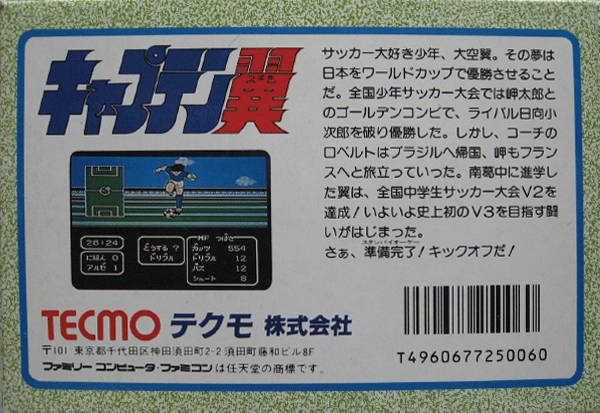 キャプテン翼
サッカー大好き少年、大空翼。その夢は
日本をワールドカップで優勝させること
だ。全国少年サッカー大会では岬太郎と
のゴールデンコンビで、ライバル日向小
次郎を破り優勝した。しかし、コーチの
ロベルトはブラジルへ帰国、岬もフラン
スへと旅立っていった。南葛中に進学し
た翼は、全国中学生サッカー大会V2を
達成!いよいよ史上初のV3を目指す闘
いがはじまった。
スタンバイオーケー
さぁ、準備完了!キックオフだ!
26:24
にほん 0
アルゼ 1
どうする?
ドリブル
MF つばさ
ガッツ 554
ドリブル 12
パス 12
シュート 8
TECMO テクモ 株式会社
〒101 東京都千代田区神田須田町2-2 須田町藤和ビル8F
ファミリーコンピュータ・ファミコンは任天堂の商標です。
T4960677250060